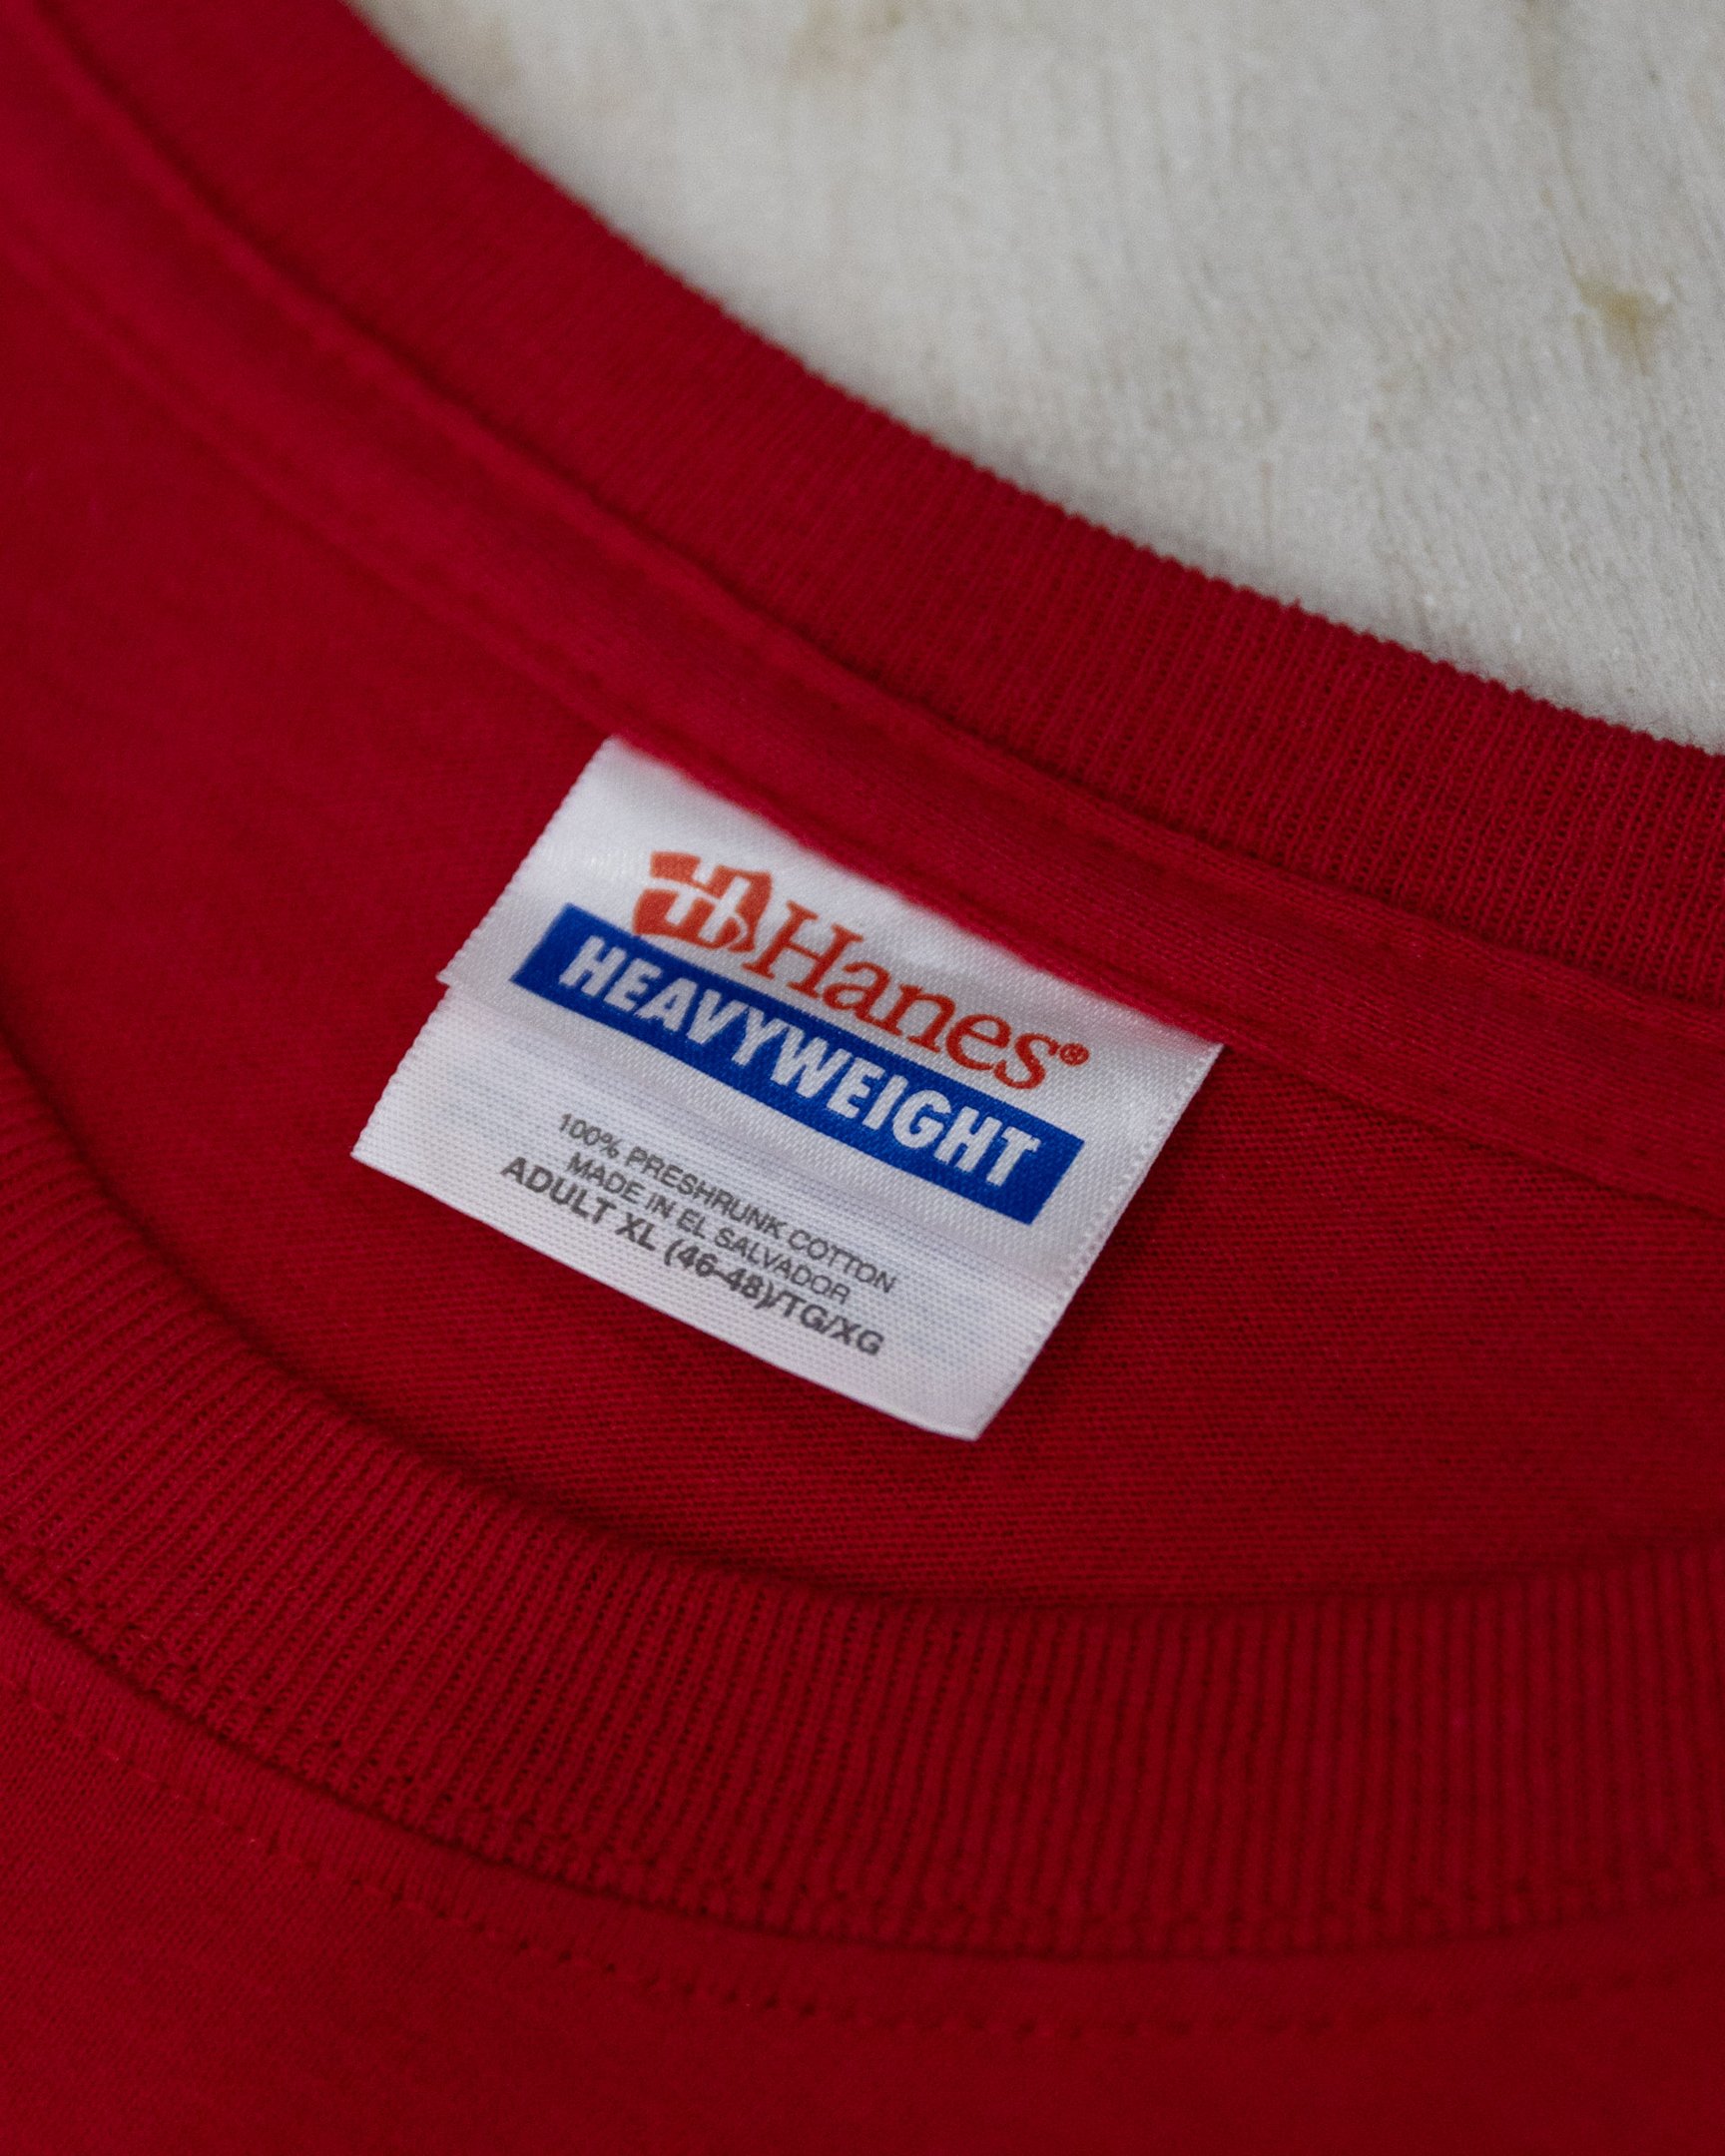 Hanes®
HEAVYWEIGHT
100% PRESHRUNK COTTON
MADE IN EL SALVADOR
ADULT XL (46-48)/TG/XG